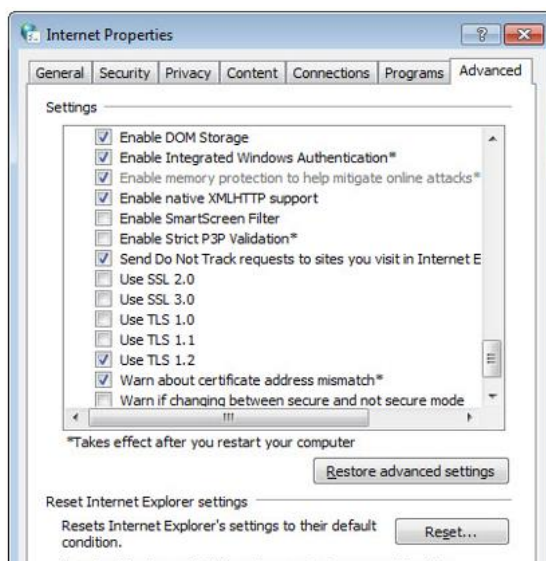 Internet Properties
General Security Privacy Content Connections Programs Advanced
Settings
Enable DOM Storage
Enable Integrated Windows Authentication*
Enable memory protection to help mitigate online attacks*
Enable native XMLHTTP support
Enable SmartScreen Filter
Enable Strict P3P Validation*
Send Do Not Track requests to sites you visit in Internet E
Use SSL 2.0
Use SSL 3.0
Use TLS 1.0
Use TLS 1.1
Use TLS 1.2
Warn about certificate address mismatch*
Warn if changing between secure and not secure mode
*Takes effect after you restart your computer
Restore advanced settings
Reset Internet Explorer settings
Resets Internet Explorer's settings to their default
condition.
Reset...